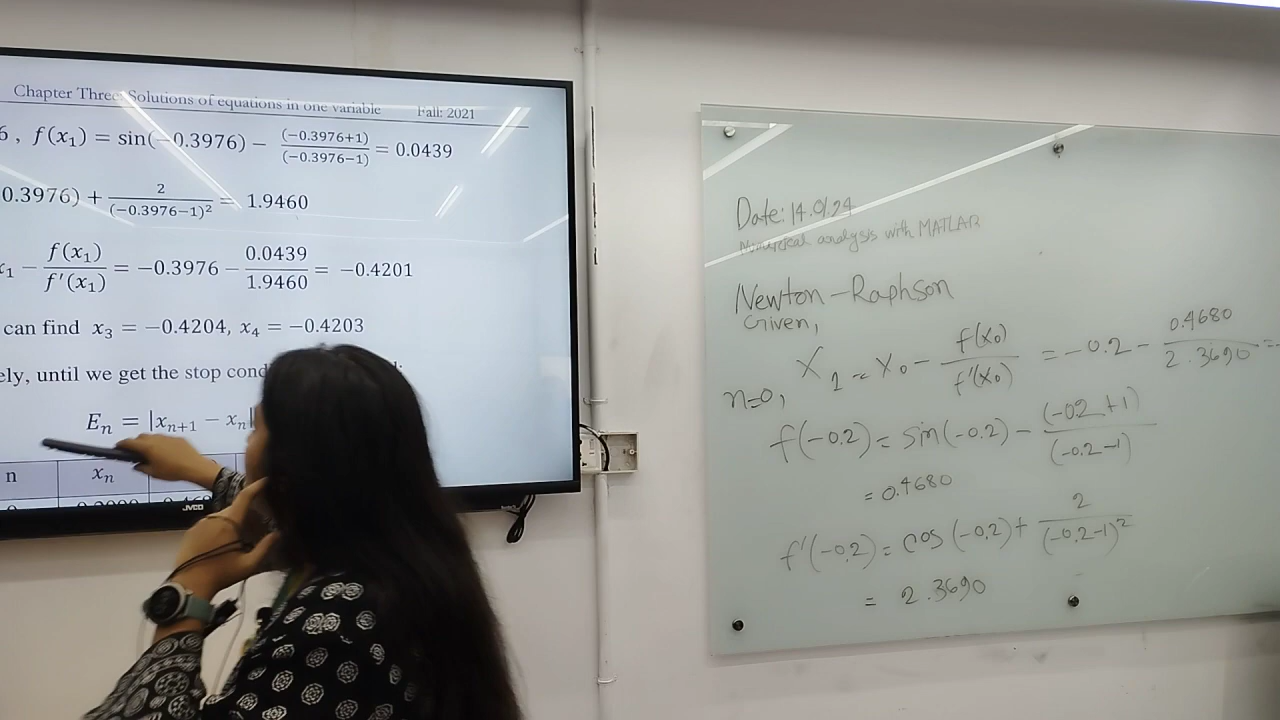 Chapter Three: Solutions of equations in one variable Fall: 2021
6 , f(x₁) = sin(−0.3976) − (−0.3976+1)/(−0.3976−1) = 0.0439
0.3976) + 2/(−0.3976−1)² = 1.9460
x₁ − f(x₁)/f′(x₁) = −0.3976 − 0.0439/1.9460 = −0.4201
can find x₃ = −0.4204, x₄ = −0.4203
ely, until we get the stop
Eₙ = |xₙ₊₁ − xₙ|
n xₙ
JVCO
Date: 14.01.24
Numerical analysis with MATLAB
Newton-Raphson
Given,
n=0, X₁ = X₀ − f(X₀)/f'(X₀) = −0.2 − 0.4680/2.3690 =
f(−0.2) = sin(−0.2) − (−0.2+1)/(−0.2−1)
= 0.4680
f'(−0.2) = cos(−0.2) + 2/(−0.2−1)²
= 2.3690